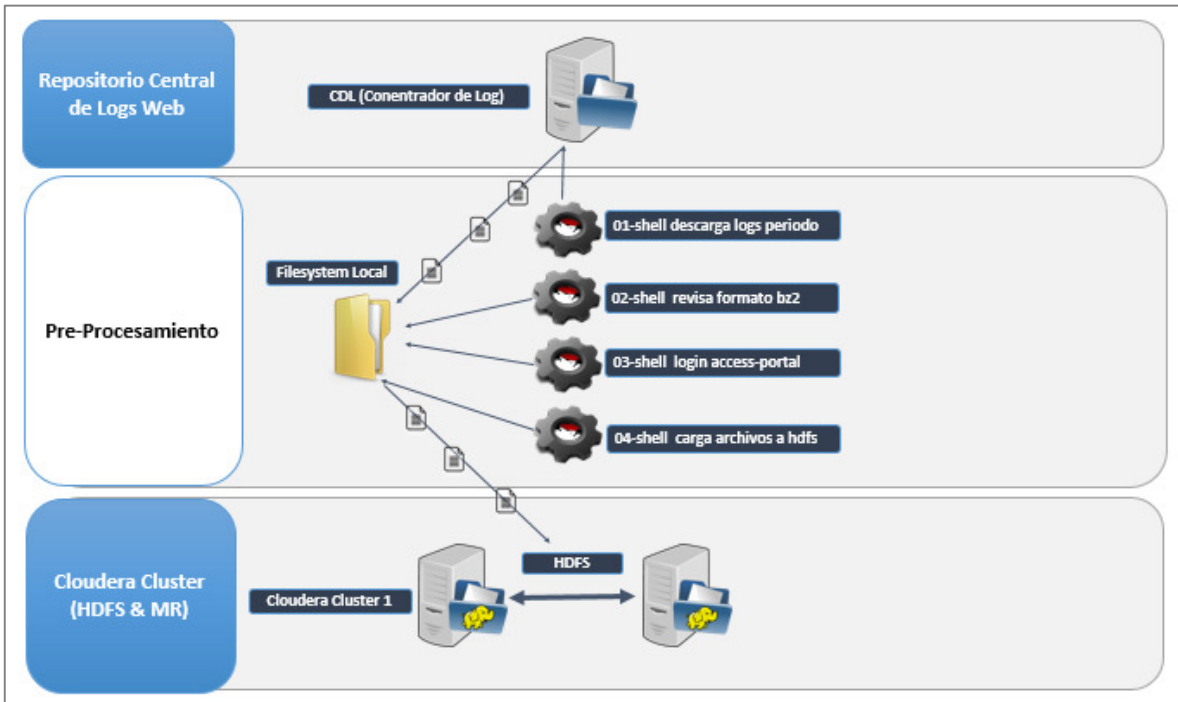 Repositorio Central
de Logs Web
CDL (Conentrador de Log)
01-shell descarga logs periodo
Filesystem Local
02-shell revisa formato bz2
Pre-Procesamiento
03-shell login access-portal
04-shell carga archivos a hdfs
HDFS
Cloudera Cluster
(HDFS & MR)
Cloudera Cluster 1